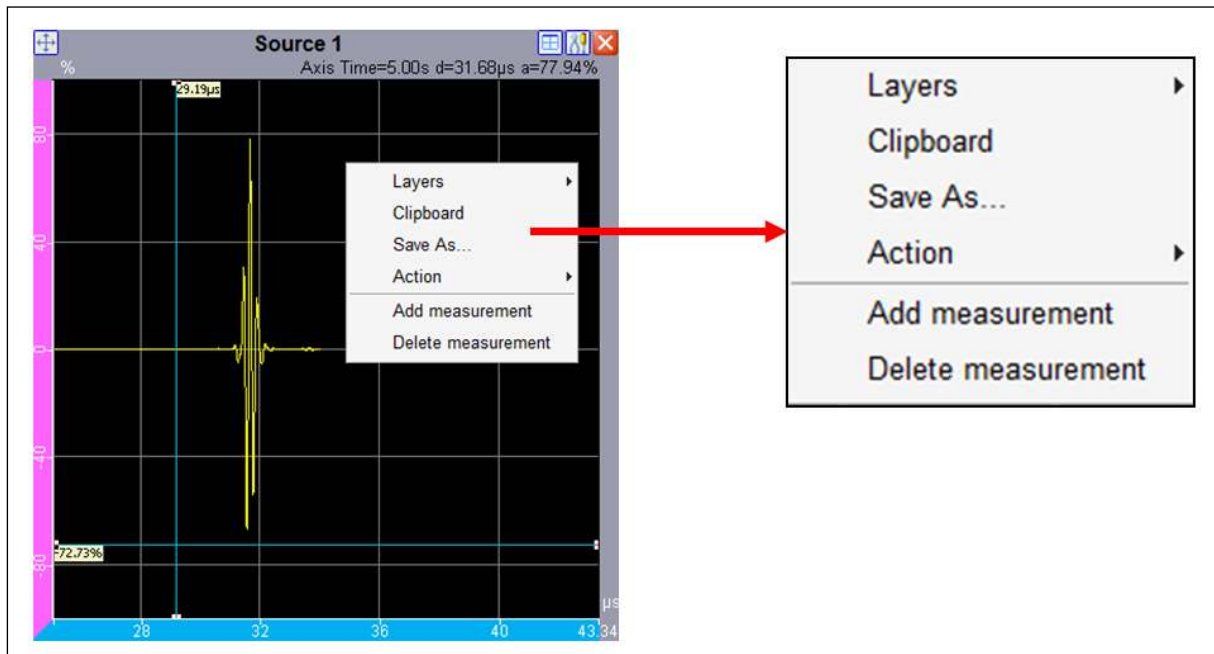 Source 1
% Axis Time=5.00s d=31.68µs a=77.94%
29.19µs
80
40
0
-40
-80
-72.73%
µs
28 32 36 40 43.34
Layers
Clipboard
Save As...
Action
Add measurement
Delete measurement
Layers
Clipboard
Save As...
Action
Add measurement
Delete measurement